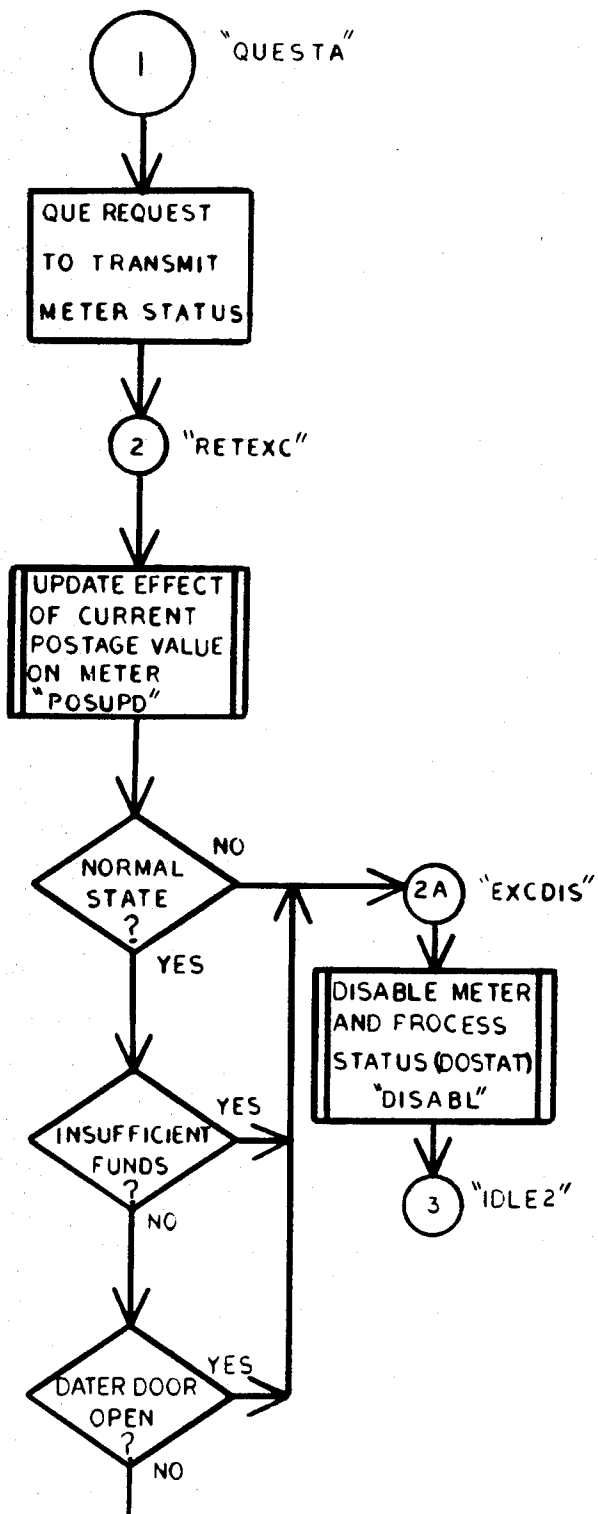 1 "QUESTA"
QUE REQUEST
TO TRANSMIT
METER STATUS
2 "RETEXC"
UPDATE EFFECT
OF CURRENT
POSTAGE VALUE
ON METER
"POSUPD"
NORMAL
STATE
?
NO
YES
2A "EXCDIS"
DISABLE METER
AND FROCESS
STATUS (DOSTAT)
"DISABL"
3 "IDLE2"
INSUFFICIENT
FUNDS
?
YES
NO
DATER DOOR
OPEN
?
YES
NO